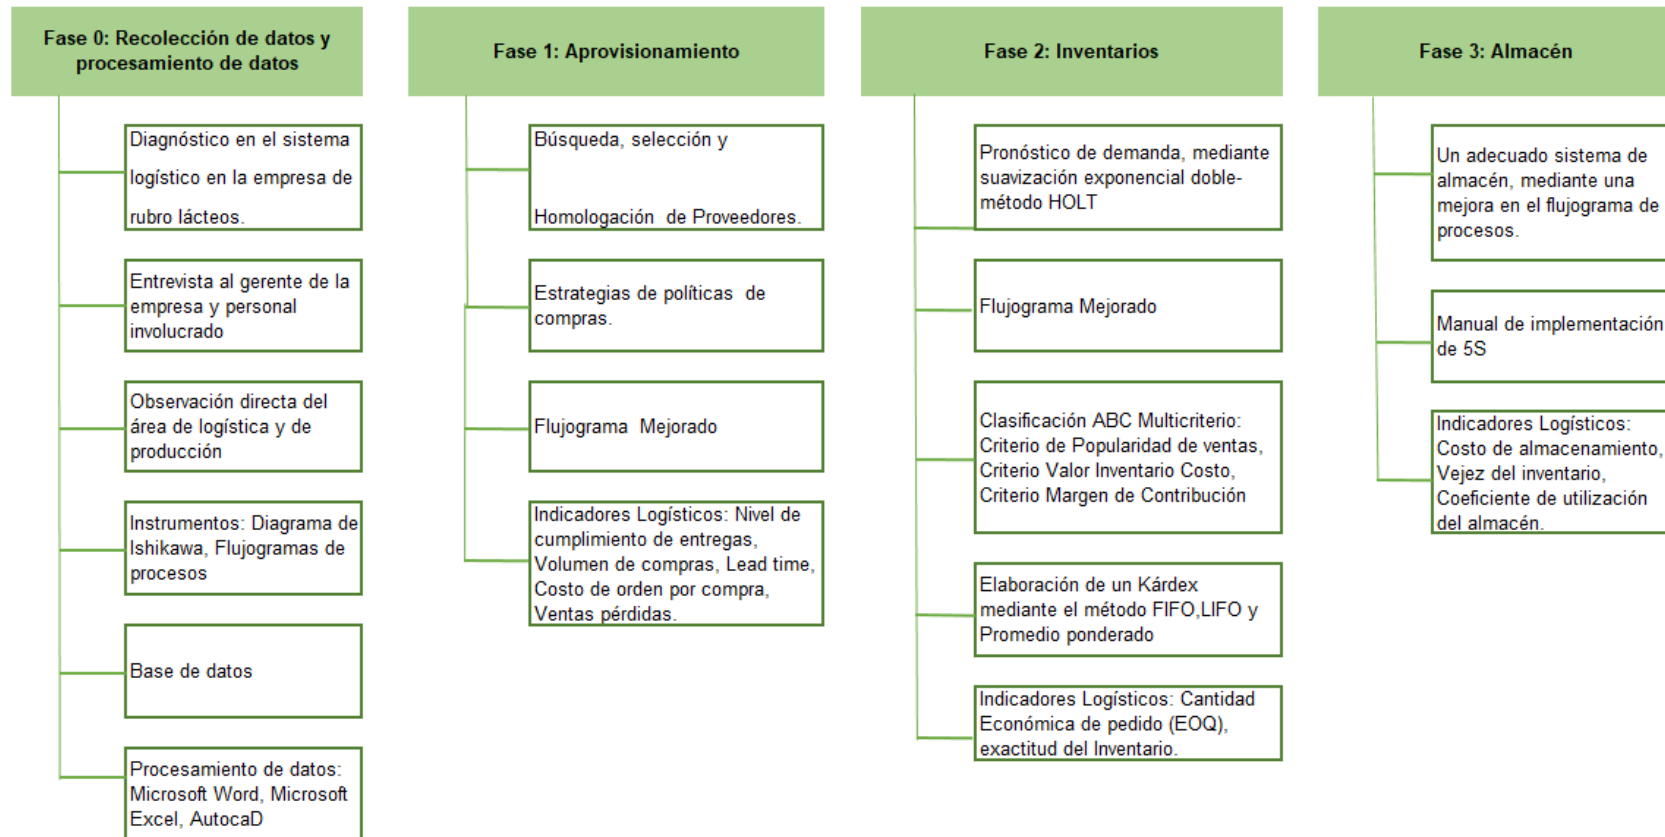 Fase 0: Recolección de datos y
procesamiento de datos
Diagnóstico en el sistema
logístico en la empresa de
rubro lácteos.
Entrevista al gerente de la
empresa y personal
involucrado
Observación directa del
área de logística y de
producción
Instrumentos: Diagrama de
Ishikawa, Flujogramas de
procesos
Base de datos
Procesamiento de datos:
Microsoft Word, Microsoft
Excel, AutocaD
Fase 1: Aprovisionamiento
Búsqueda, selección y
Homologación de Proveedores.
Estrategias de políticas de
compras.
Flujograma Mejorado
Indicadores Logísticos: Nivel de
cumplimiento de entregas,
Volumen de compras, Lead time,
Costo de orden por compra,
Ventas pérdidas.
Fase 2: Inventarios
Pronóstico de demanda, mediante
suavización exponencial doble-
método HOLT
Flujograma Mejorado
Clasificación ABC Multicriterio:
Criterio de Popularidad de ventas,
Criterio Valor Inventario Costo,
Criterio Margen de Contribución
Elaboración de un Kárdex
mediante el método FIFO,LIFO y
Promedio ponderado
Indicadores Logísticos: Cantidad
Económica de pedido (EOQ),
exactitud del Inventario.
Fase 3: Almacén
Un adecuado sistema de
almacén, mediante una
mejora en el flujograma de
procesos.
Manual de implementación
de 5S
Indicadores Logísticos:
Costo de almacenamiento,
Vejez del inventario,
Coeficiente de utilización
del almacén.